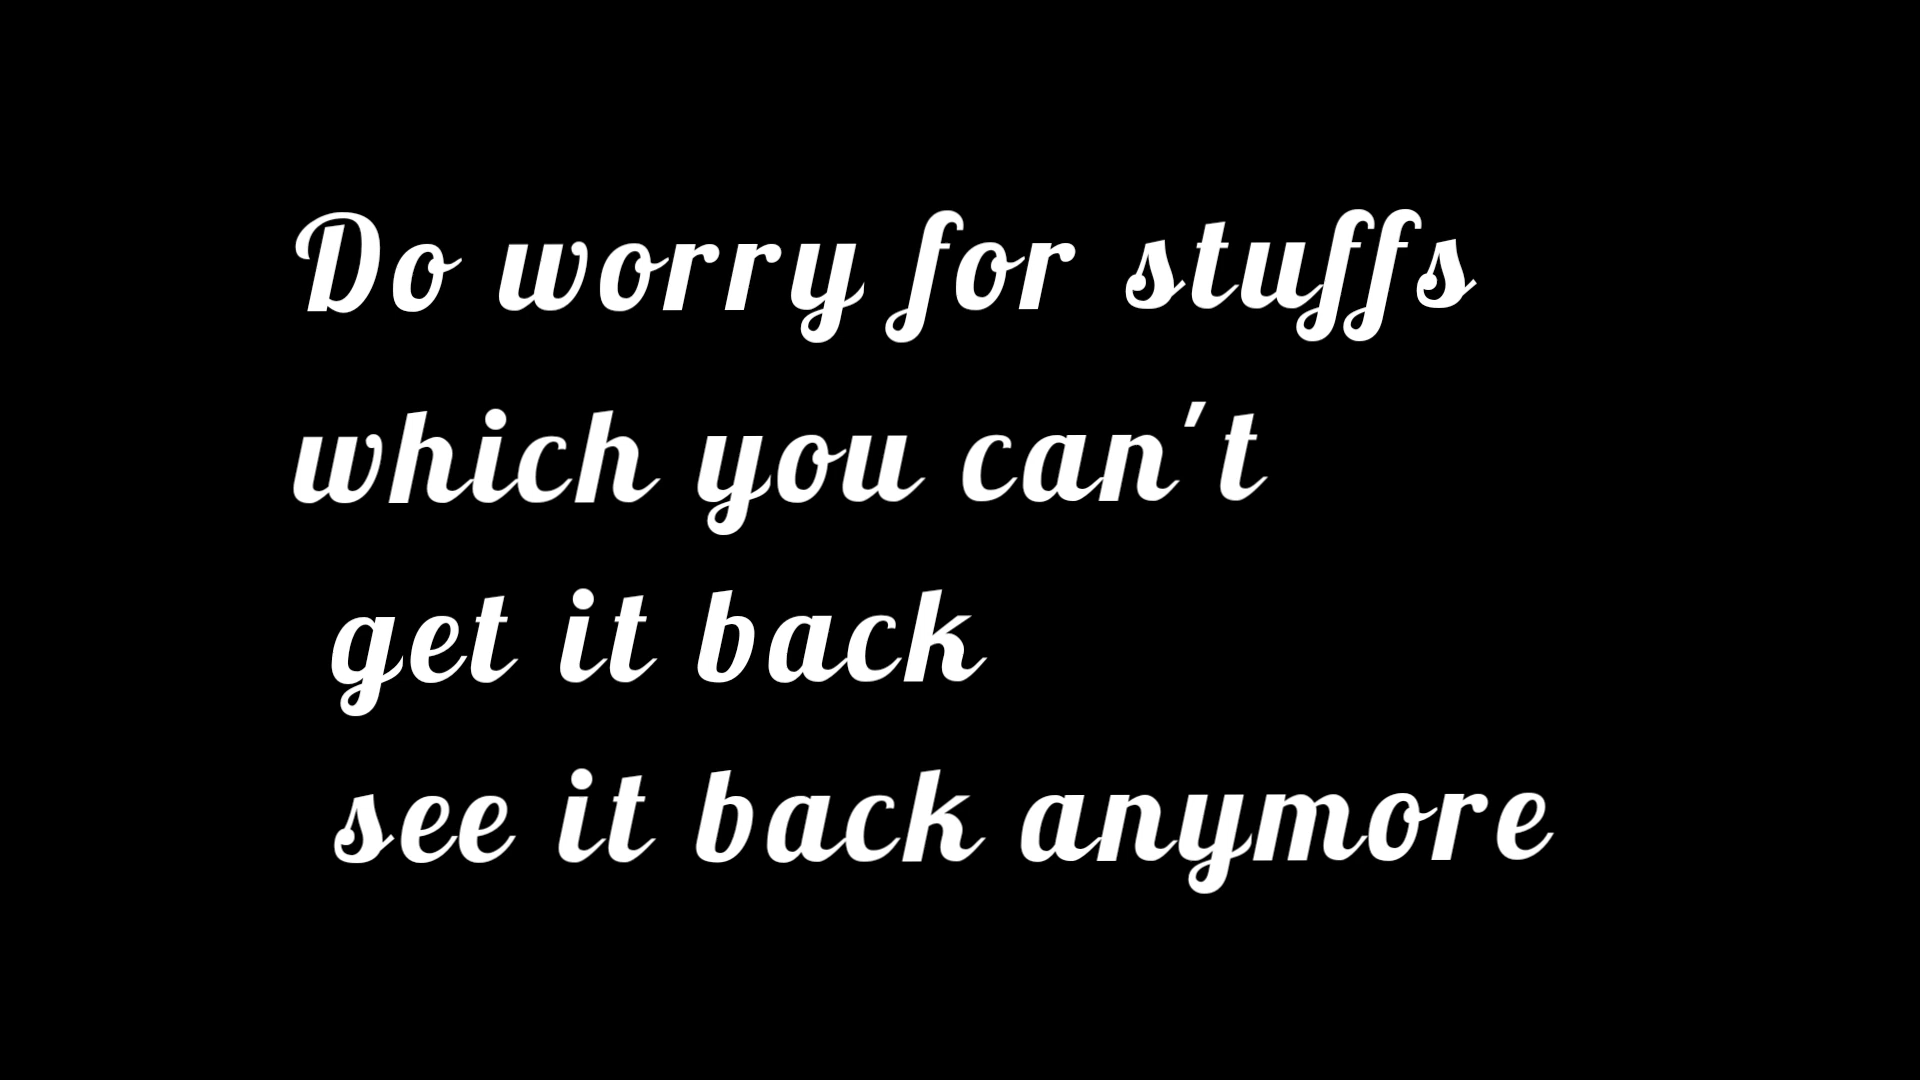 Do worry for stuffs
which you can't
get it back
see it back anymore